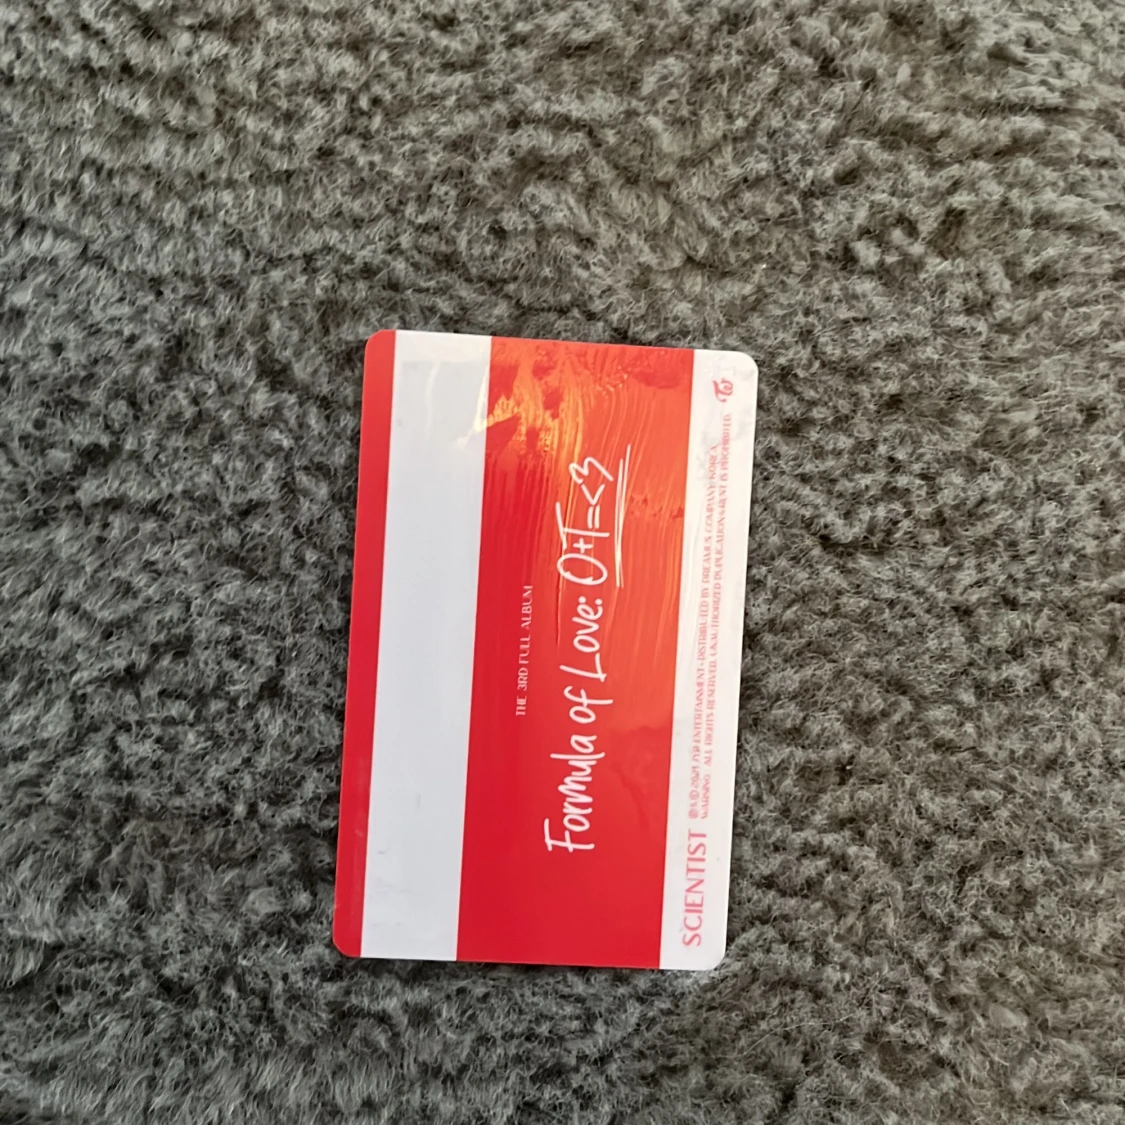 THE 3RD FULL ALBUM
Formula of Love: O+T=<3
SCIENTIST
℗ & © 2021 JYP ENTERTAINMENT • DISTRIBUTED BY DREAMUS COMPANY, KOREA.
WARNING : ALL RIGHTS RESERVED. UNAUTHORIZED DUPLICATION & RENT IS PROHIBITED.